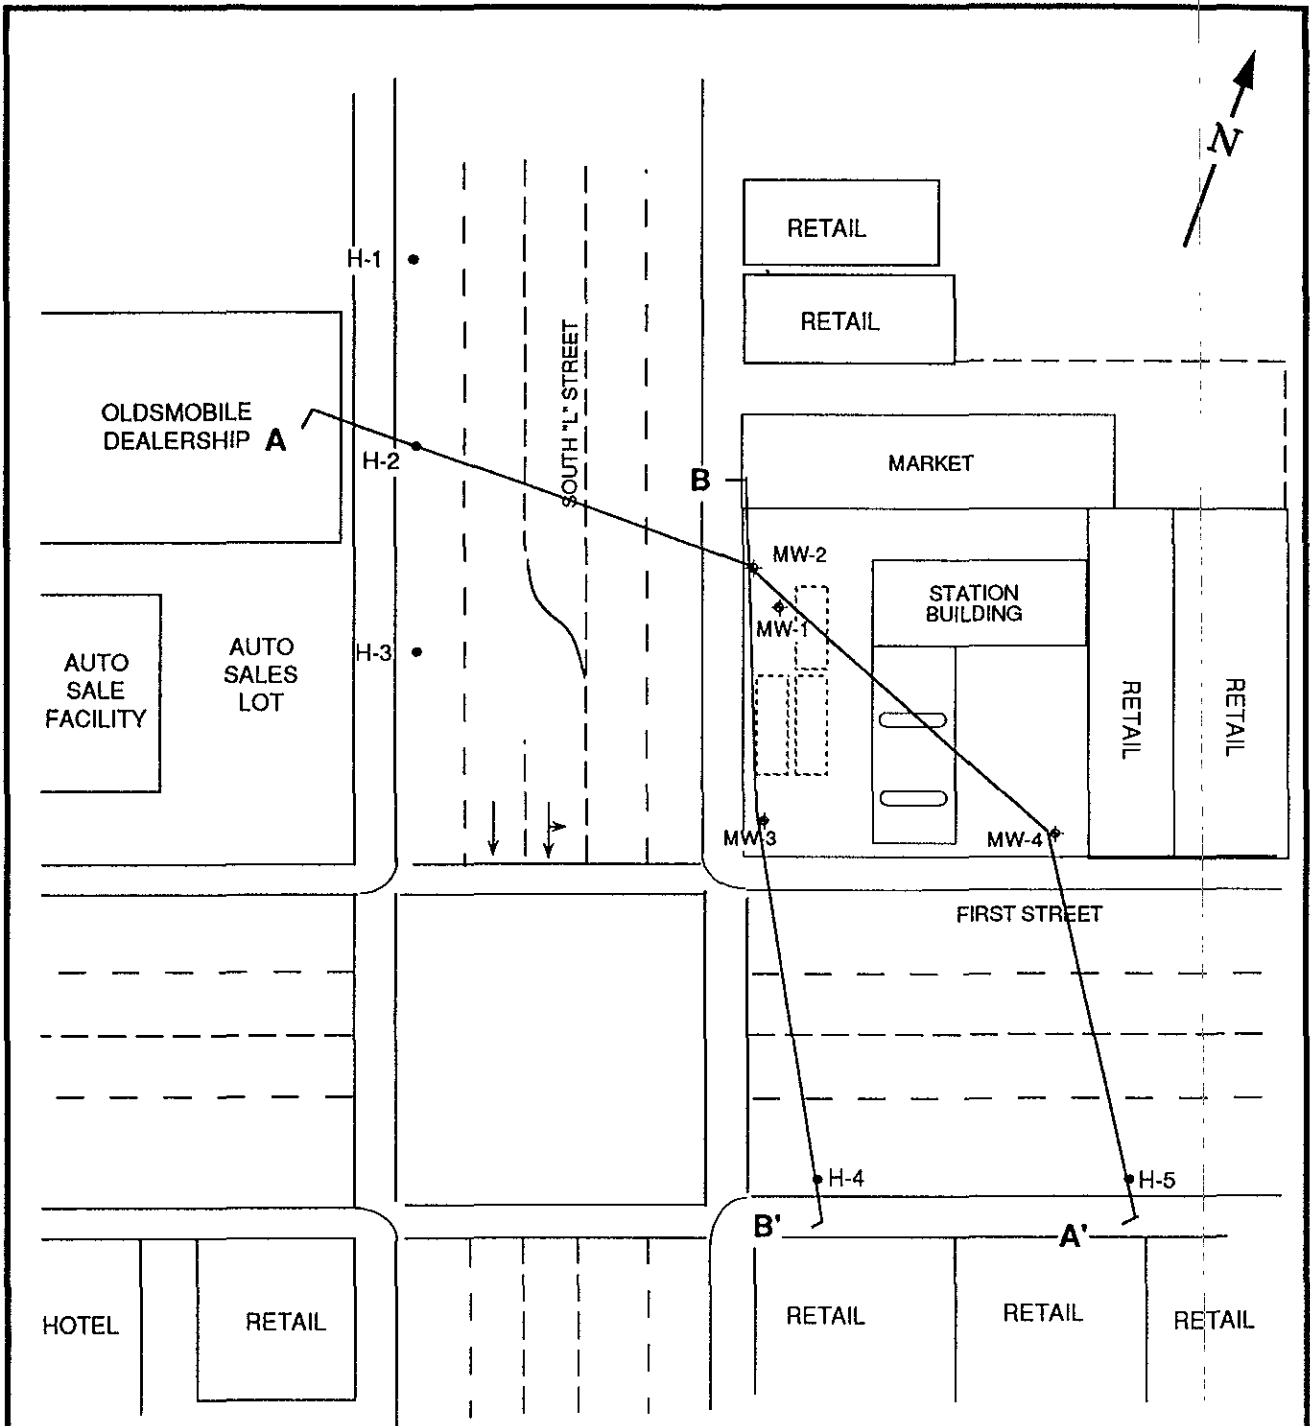 N
RETAIL
H-1
RETAIL
SOUTH "L" STREET
OLDSMOBILE
DEALERSHIP
A
H-2
MARKET
B
MW-2
STATION
BUILDING
MW-1
H-3
AUTO
SALE
FACILITY
AUTO
SALES
LOT
RETAIL
RETAIL
MW-3
MW-4
FIRST STREET
H-4
H-5
B'
A'
HOTEL
RETAIL
RETAIL
RETAIL
RETAIL